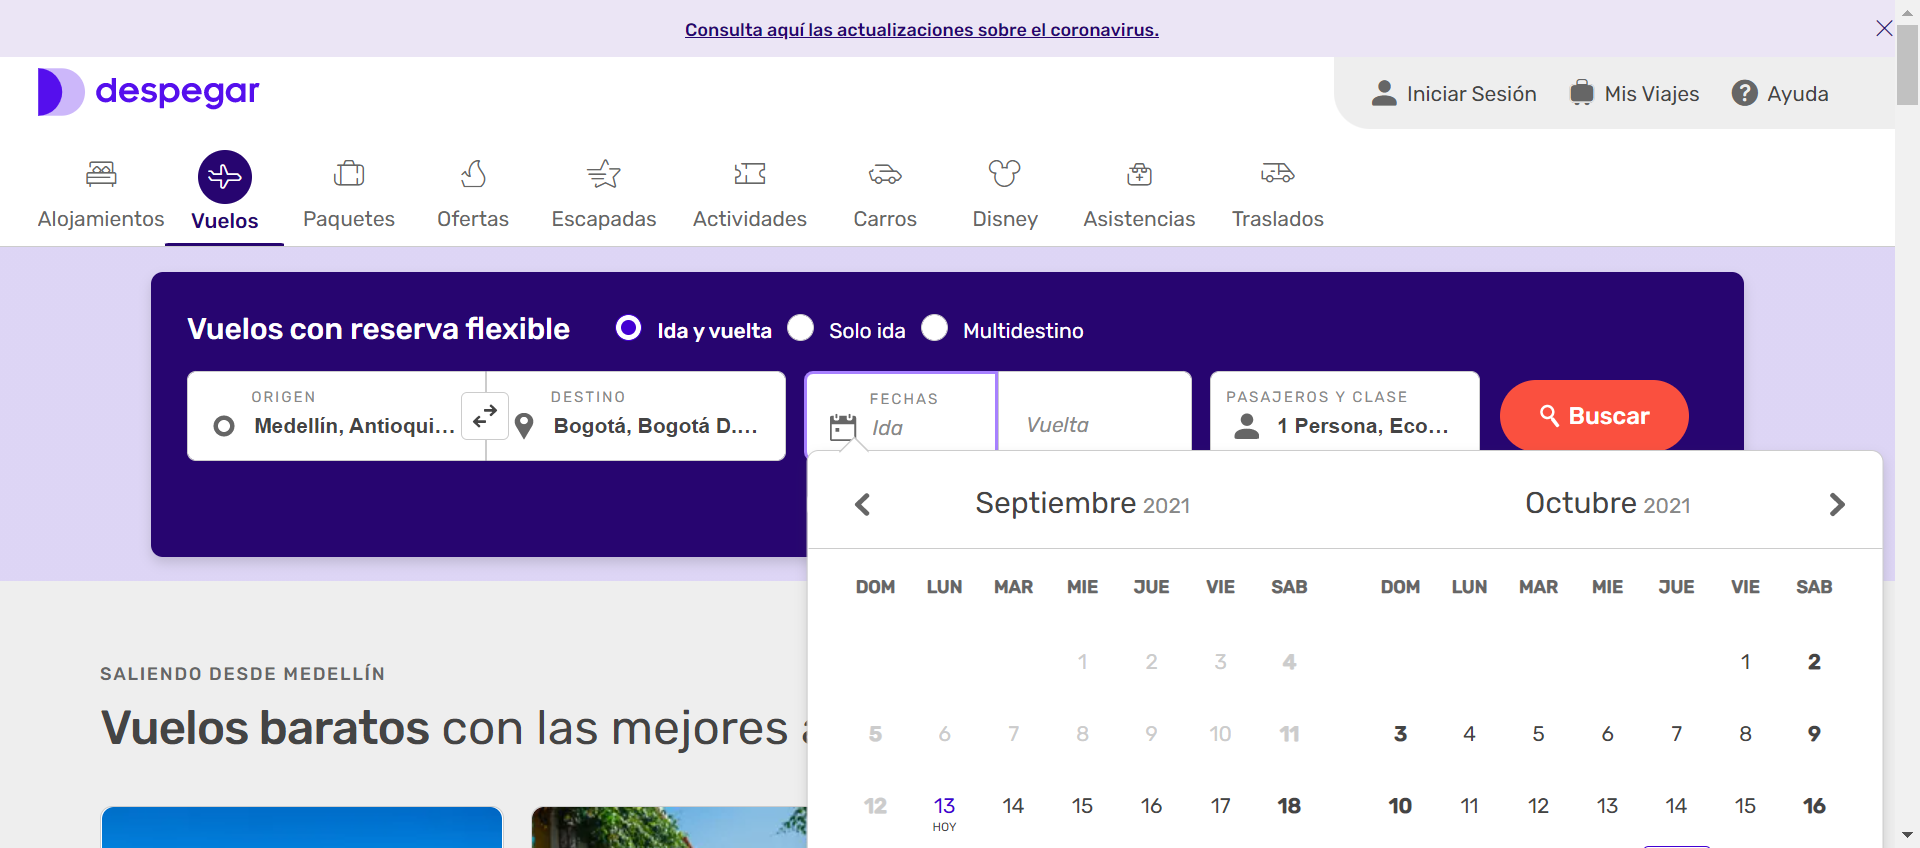 Consulta aquí las actualizaciones sobre el coronavirus.
despegar
Iniciar Sesión Mis Viajes Ayuda
Alojamientos Vuelos Paquetes Ofertas Escapadas Actividades Carros Disney Asistencias Traslados
Vuelos con reserva flexible Ida y vuelta Solo ida Multidestino
ORIGEN DESTINO FECHAS PASAJEROS Y CLASE
Medellín, Antioqui... Bogotá, Bogotá D.... Ida Vuelta 1 Persona, Eco... Buscar
Septiembre 2021 Octubre 2021
DOM LUN MAR MIE JUE VIE SAB DOM LUN MAR MIE JUE VIE SAB
1 2 3 4 1 2
5 6 7 8 9 10 11 3 4 5 6 7 8 9
12 13 14 15 16 17 18 10 11 12 13 14 15 16
HOY
SALIENDO DESDE MEDELLÍN
Vuelos baratos con las mejores